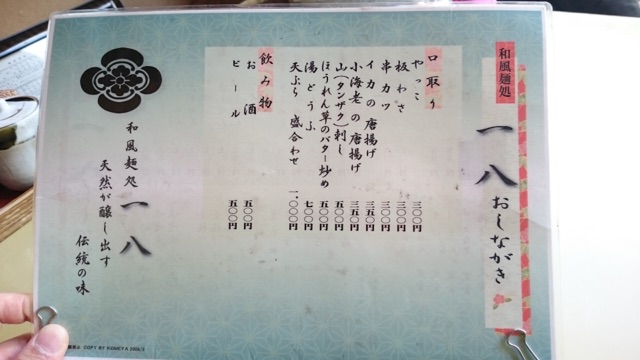 和風麺処
一八 おしながき
口取り
やっこ 三〇〇円
板わさ 三〇〇円
串カツ 三〇〇円
イカの唐揚げ 三五〇円
小海老の唐揚げ 三五〇円
山(タンザク)刺し 五〇〇円
ほうれん草のバター炒め 五〇〇円
湯どうふ 七〇〇円
天ぷら 盛合わせ 一、〇〇〇円
飲み物
お酒 五〇〇円
ビール 五〇〇円
和風麺処 一八
天然が醸し出す
伝統の味
COPY BY